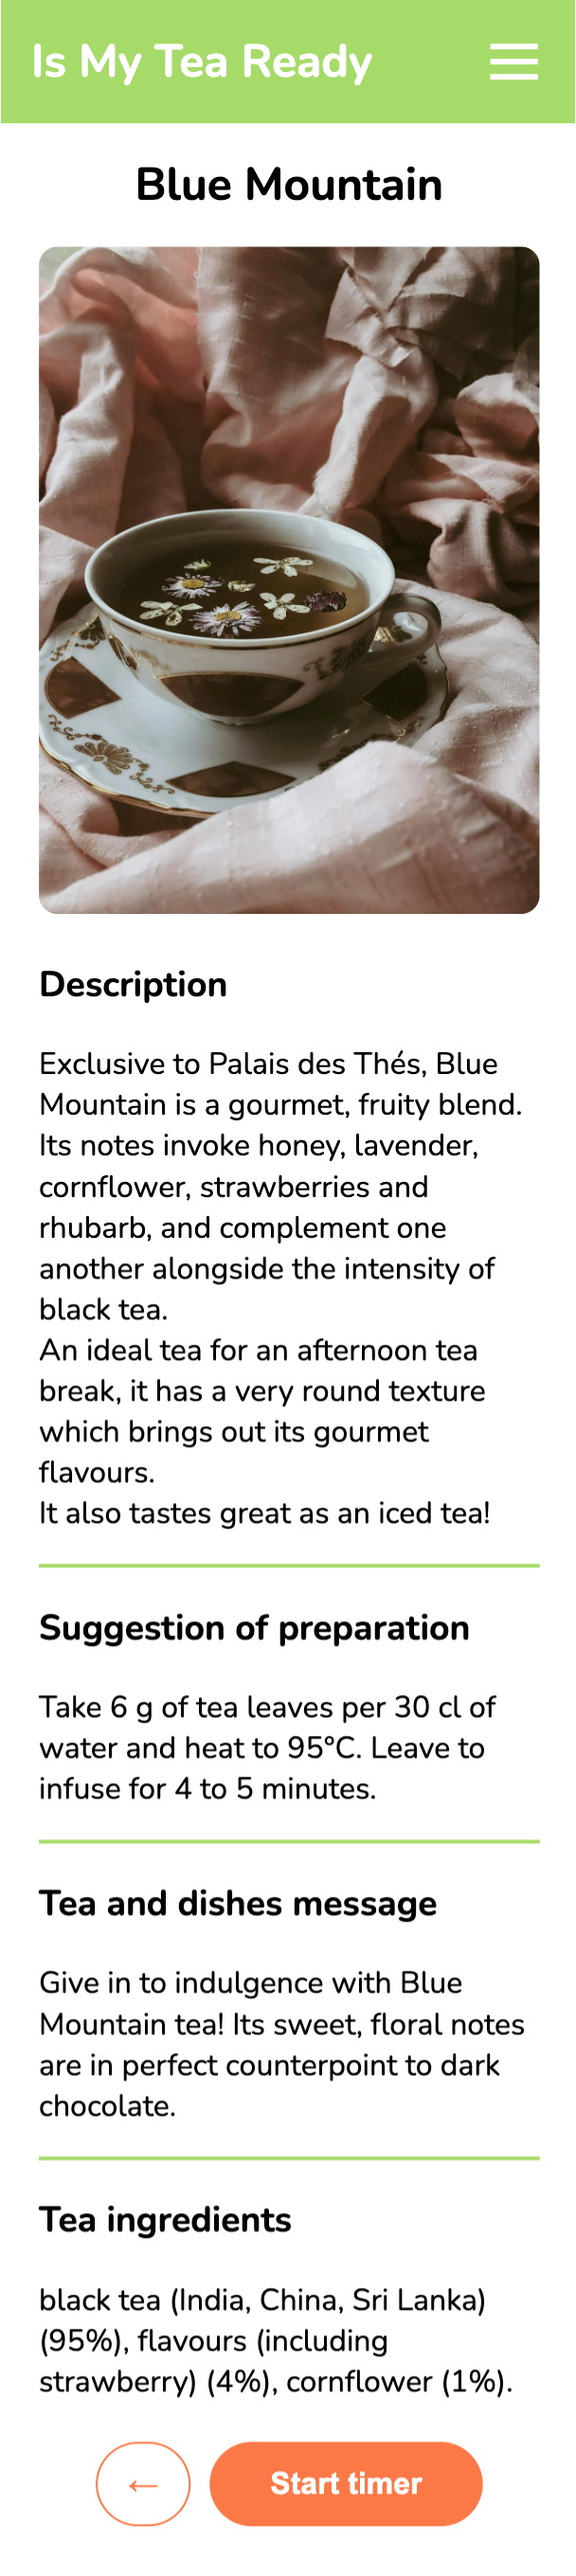 Is My Tea Ready
Blue Mountain
Description
Exclusive to Palais des Thés, Blue
Mountain is a gourmet, fruity blend.
Its notes invoke honey, lavender,
cornflower, strawberries and
rhubarb, and complement one
another alongside the intensity of
black tea.
An ideal tea for an afternoon tea
break, it has a very round texture
which brings out its gourmet
flavours.
It also tastes great as an iced tea!
Suggestion of preparation
Take 6 g of tea leaves per 30 cl of
water and heat to 95°C. Leave to
infuse for 4 to 5 minutes.
Tea and dishes message
Give in to indulgence with Blue
Mountain tea! Its sweet, floral notes
are in perfect counterpoint to dark
chocolate.
Tea ingredients
black tea (India, China, Sri Lanka)
(95%), flavours (including
strawberry) (4%), cornflower (1%).
← Start timer